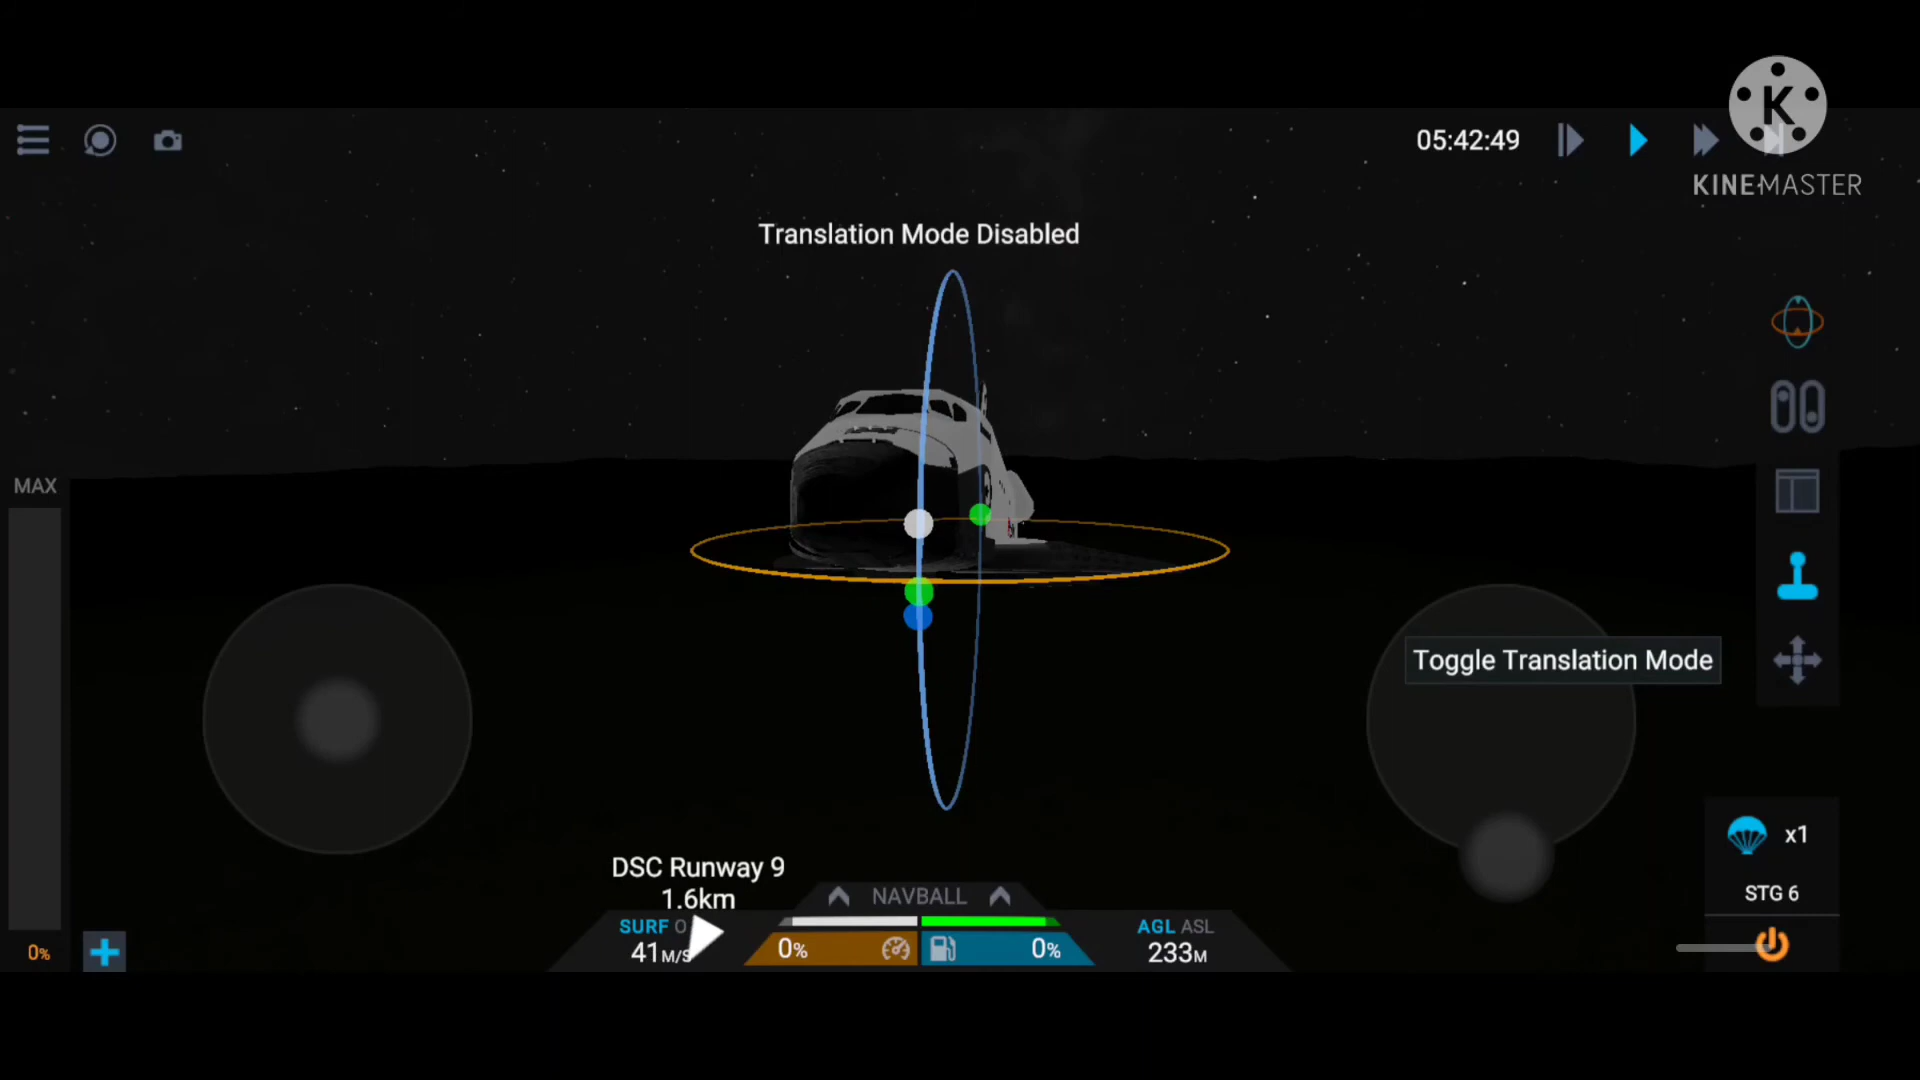 05:42:49
K
KINEMASTER
Translation Mode Disabled
MAX
Toggle Translation Mode
DSC Runway 9
1.6km
NAVBALL
x1
STG 6
SURF O
41M/S
0%
0%
AGL ASL
233M
0%